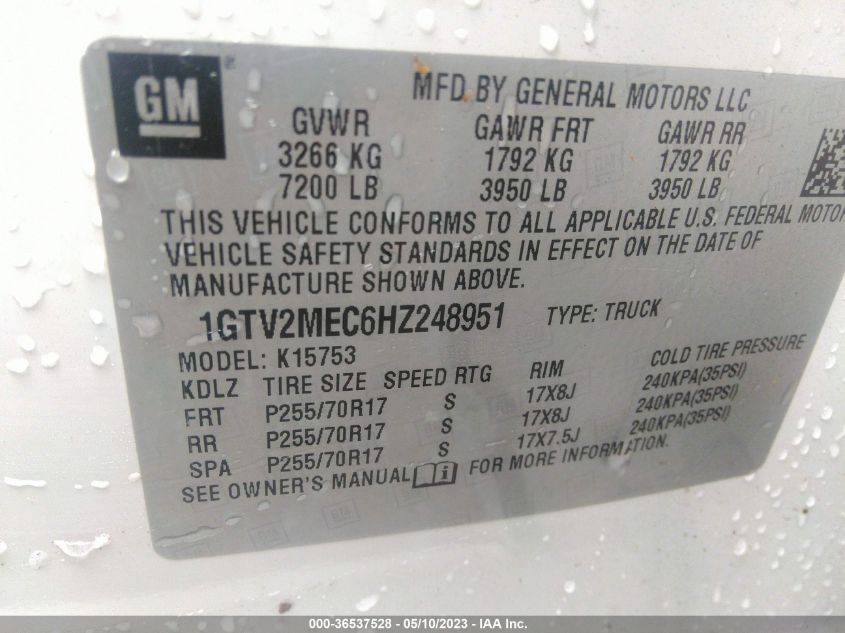 GM
MFD BY GENERAL MOTORS LLC
GVWR GAWR FRT GAWR RR
3266 KG 1792 KG 1792 KG
7200 LB 3950 LB 3950 LB
THIS VEHICLE CONFORMS TO ALL APPLICABLE U.S. FEDERAL MOTOR
VEHICLE SAFETY STANDARDS IN EFFECT ON THE DATE OF
MANUFACTURE SHOWN ABOVE.
1GTV2MEC6HZ248951 TYPE: TRUCK
MODEL: K15753
KDLZ TIRE SIZE SPEED RTG RIM COLD TIRE PRESSURE
FRT P255/70R17 S 17X8J 240KPA(35PSI)
RR P255/70R17 S 17X8J 240KPA(35PSI)
SPA P255/70R17 S 17X7.5J 240KPA(35PSI)
SEE OWNER'S MANUAL FOR MORE INFORMATION.
000-36537528 - 05/10/2023 - IAA Inc.